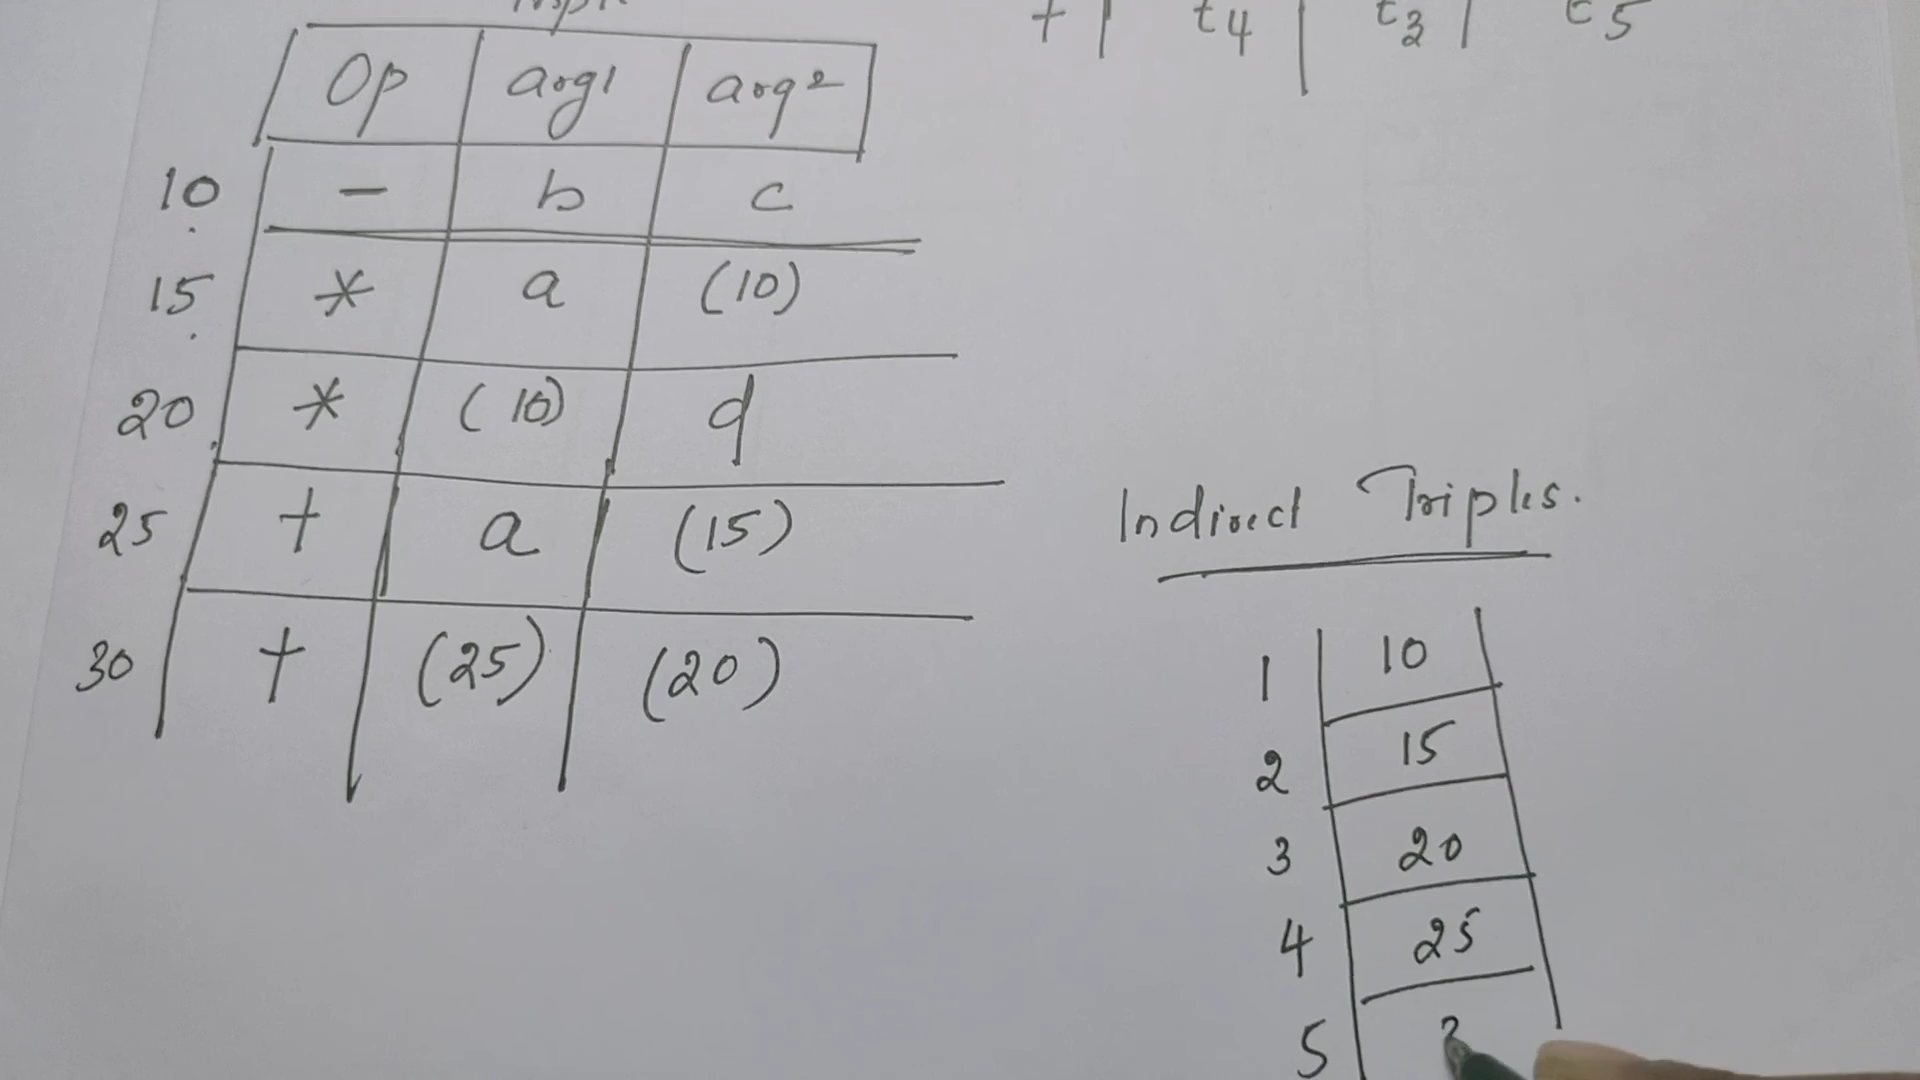 + | t4 | t3 | t5
Op | arg1 | arg2
10 | - | b | c
15 | * | a | (10)
20 | * | (10) | d
25 | + | a | (15)
30 | + | (25) | (20)
Indirect Triples.
1 | 10
2 | 15
3 | 20
4 | 25
5